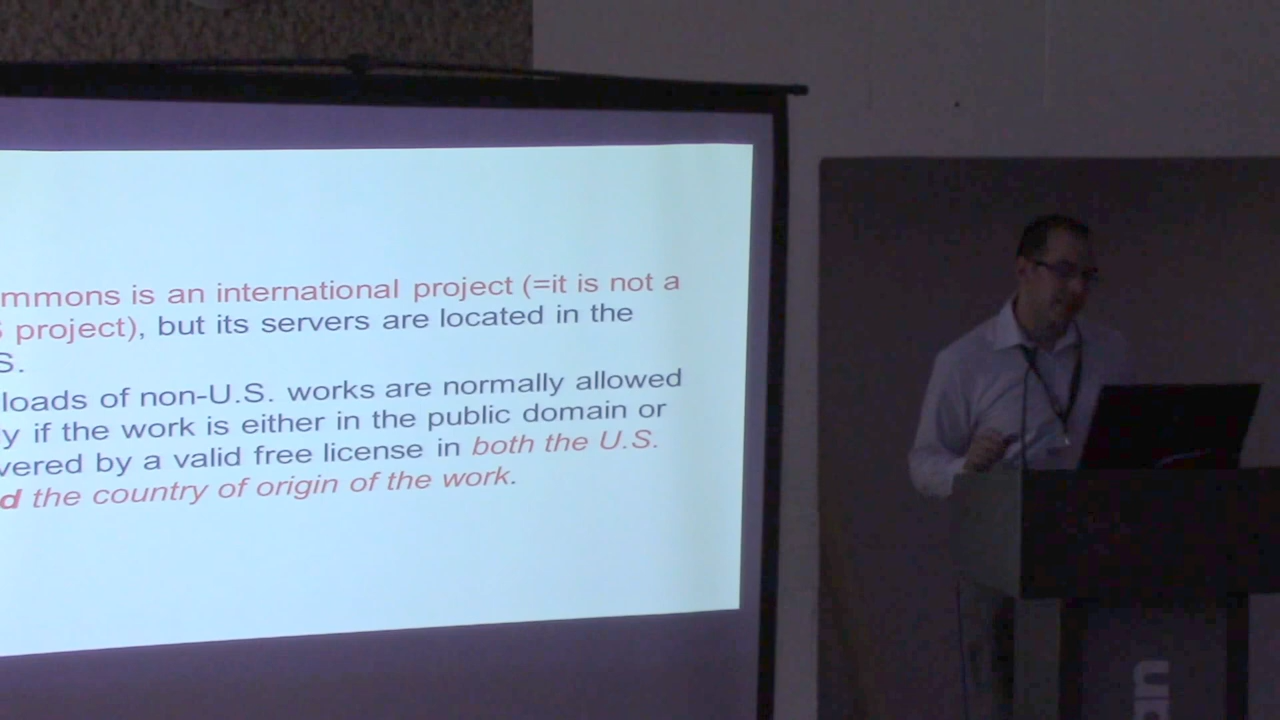 mmons is an international project (=it is not a
project), but its servers are located in the
S.
loads of non-U.S. works are normally allowed
y if the work is either in the public domain or
vered by a valid free license in both the U.S.
d the country of origin of the work.